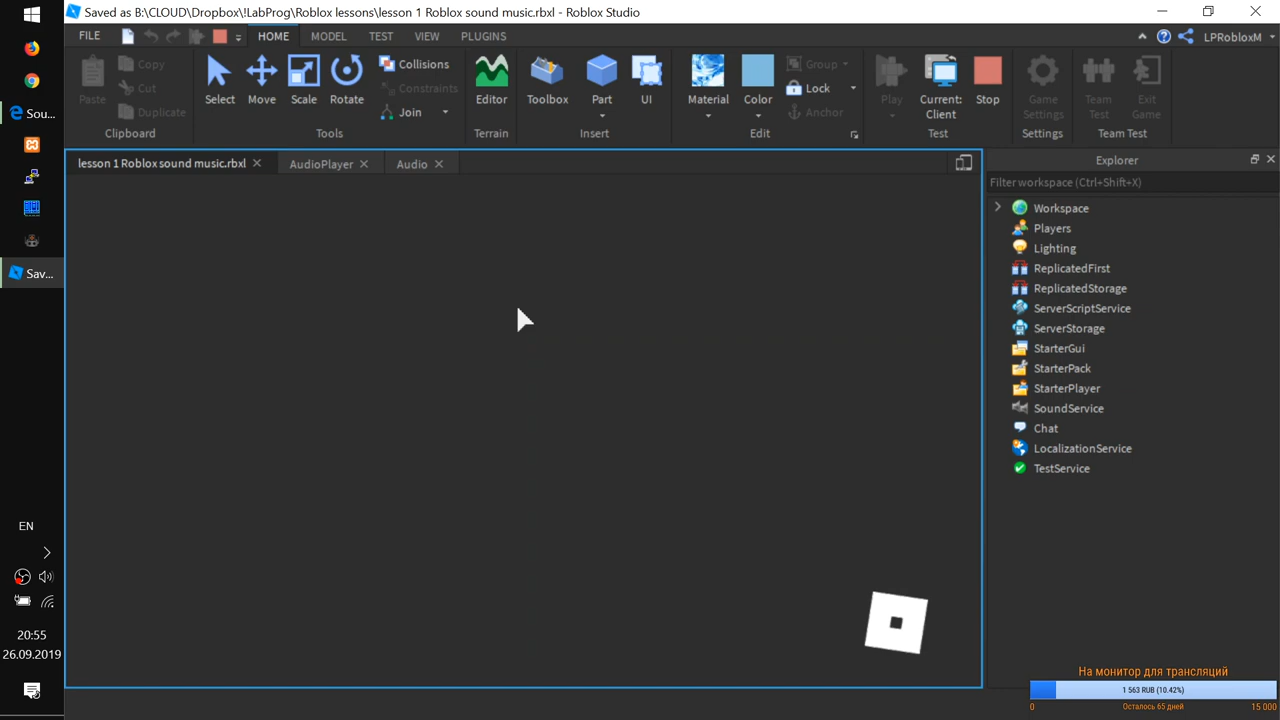 Saved as B:\CLOUD\Dropbox\!LabProg\Roblox lessons\lesson 1 Roblox sound music.rbxl - Roblox Studio
FILE HOME MODEL TEST VIEW PLUGINS LPRobloxM
Paste Copy Cut Duplicate Clipboard
Select Move Scale Rotate Collisions Constraints Join Tools
Editor Terrain
Toolbox Part UI Insert
Material Color Group Lock Anchor Edit
Play Current: Client Stop Test
Game Settings Settings
Team Test Exit Game Team Test
lesson 1 Roblox sound music.rbxl AudioPlayer Audio
Explorer
Filter workspace (Ctrl+Shift+X)
Workspace
Players
Lighting
ReplicatedFirst
ReplicatedStorage
ServerScriptService
ServerStorage
StarterGui
StarterPack
StarterPlayer
SoundService
Chat
LocalizationService
TestService
Sou...
Sav...
EN
20:55
26.09.2019
На монитор для трансляций
1 563 RUB (10.42%)
0 Осталось 65 дней 15 000